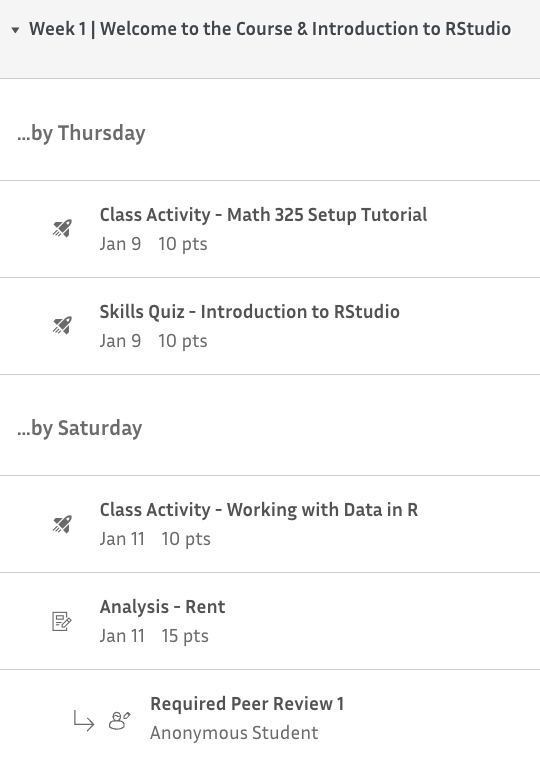 Week 1 | Welcome to the Course & Introduction to RStudio
...by Thursday
Class Activity - Math 325 Setup Tutorial
Jan 9 10 pts
Skills Quiz - Introduction to RStudio
Jan 9 10 pts
...by Saturday
Class Activity - Working with Data in R
Jan 11 10 pts
Analysis - Rent
Jan 11 15 pts
Required Peer Review 1
Anonymous Student